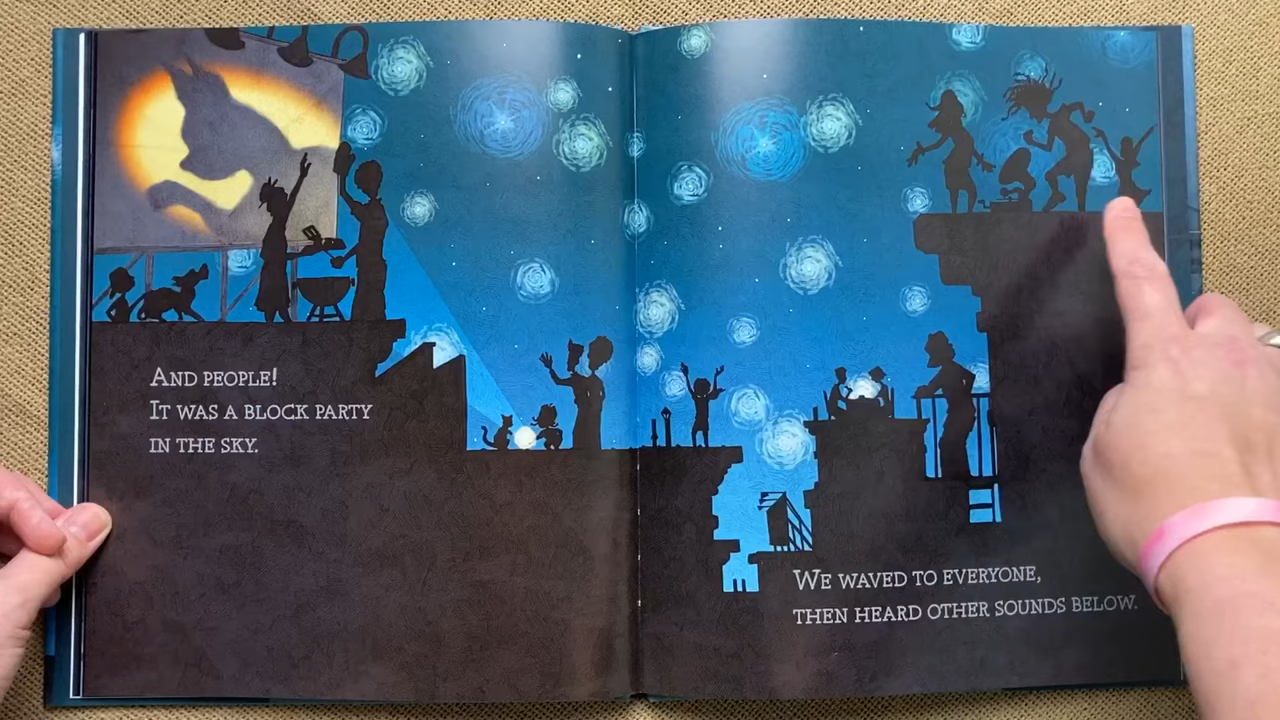 And people!
It was a block party
in the sky.
We waved to everyone,
then heard other sounds below.